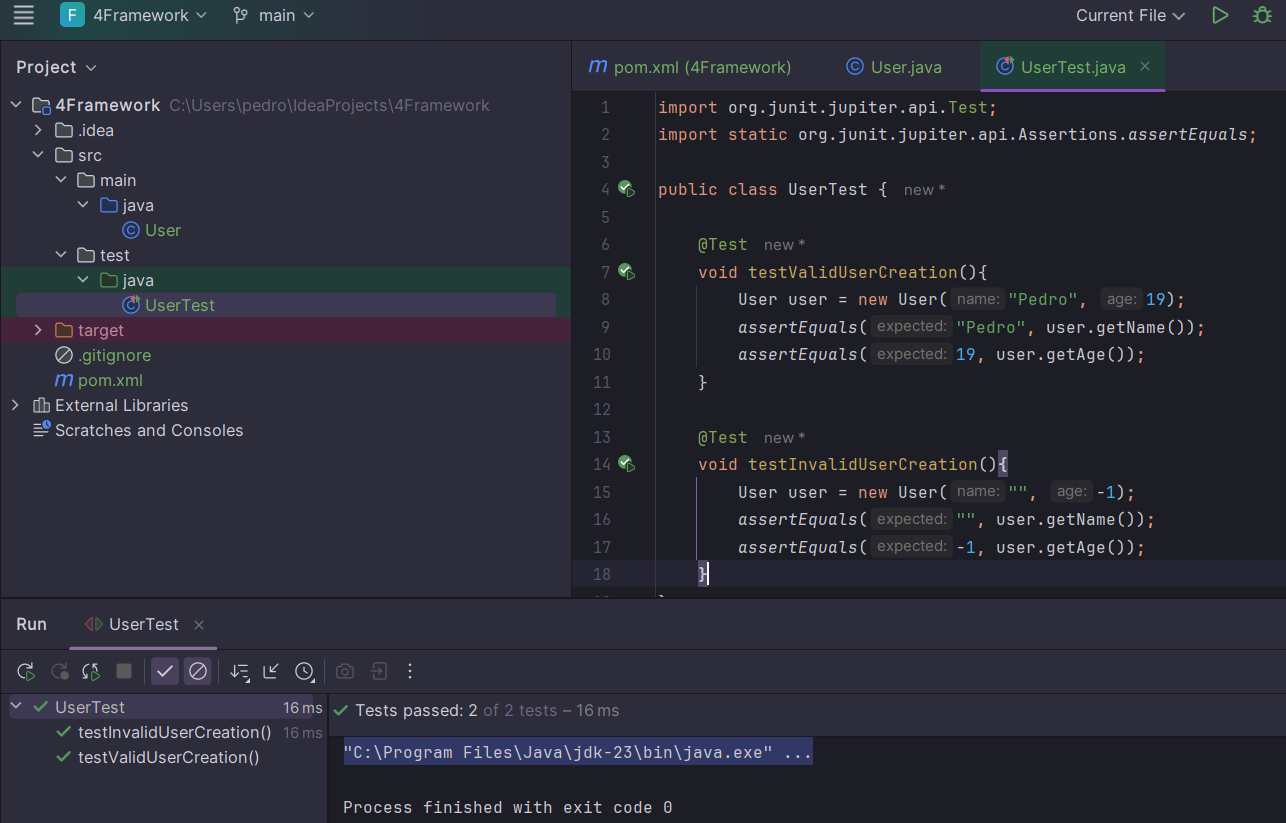 F 4Framework main Current File
Project
4Framework C:\Users\pedro\IdeaProjects\4Framework
.idea
src
main
java
User
test
java
UserTest
target
.gitignore
pom.xml
External Libraries
Scratches and Consoles
m pom.xml (4Framework) User.java UserTest.java
1 import org.junit.jupiter.api.Test;
2 import static org.junit.jupiter.api.Assertions.assertEquals;
3
4 public class UserTest { new *
5
6 @Test new *
7 void testValidUserCreation(){
8 User user = new User( name: "Pedro", age: 19);
9 assertEquals( expected: "Pedro", user.getName());
10 assertEquals( expected: 19, user.getAge());
11 }
12
13 @Test new *
14 void testInvalidUserCreation(){
15 User user = new User( name: "", age: -1);
16 assertEquals( expected: "", user.getName());
17 assertEquals( expected: -1, user.getAge());
18 }
Run UserTest
UserTest 16 ms
testInvalidUserCreation() 16 ms
testValidUserCreation()
Tests passed: 2 of 2 tests – 16 ms
"C:\Program Files\Java\jdk-23\bin\java.exe" ...
Process finished with exit code 0